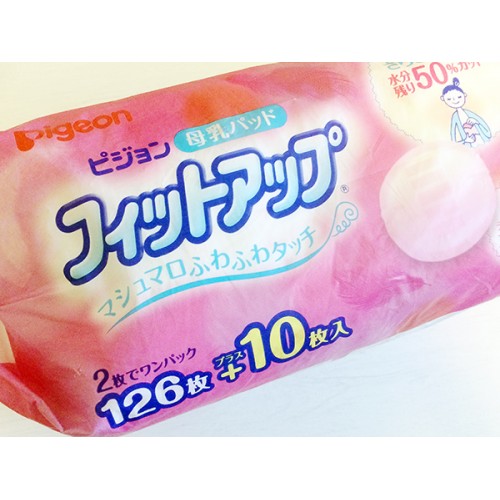 Pigeon
ピジョン 母乳パッド
フィットアップ®
マシュマロふわふわタッチ
2枚でワンパック
126枚プラス+10枚入
水分
残り50%カット